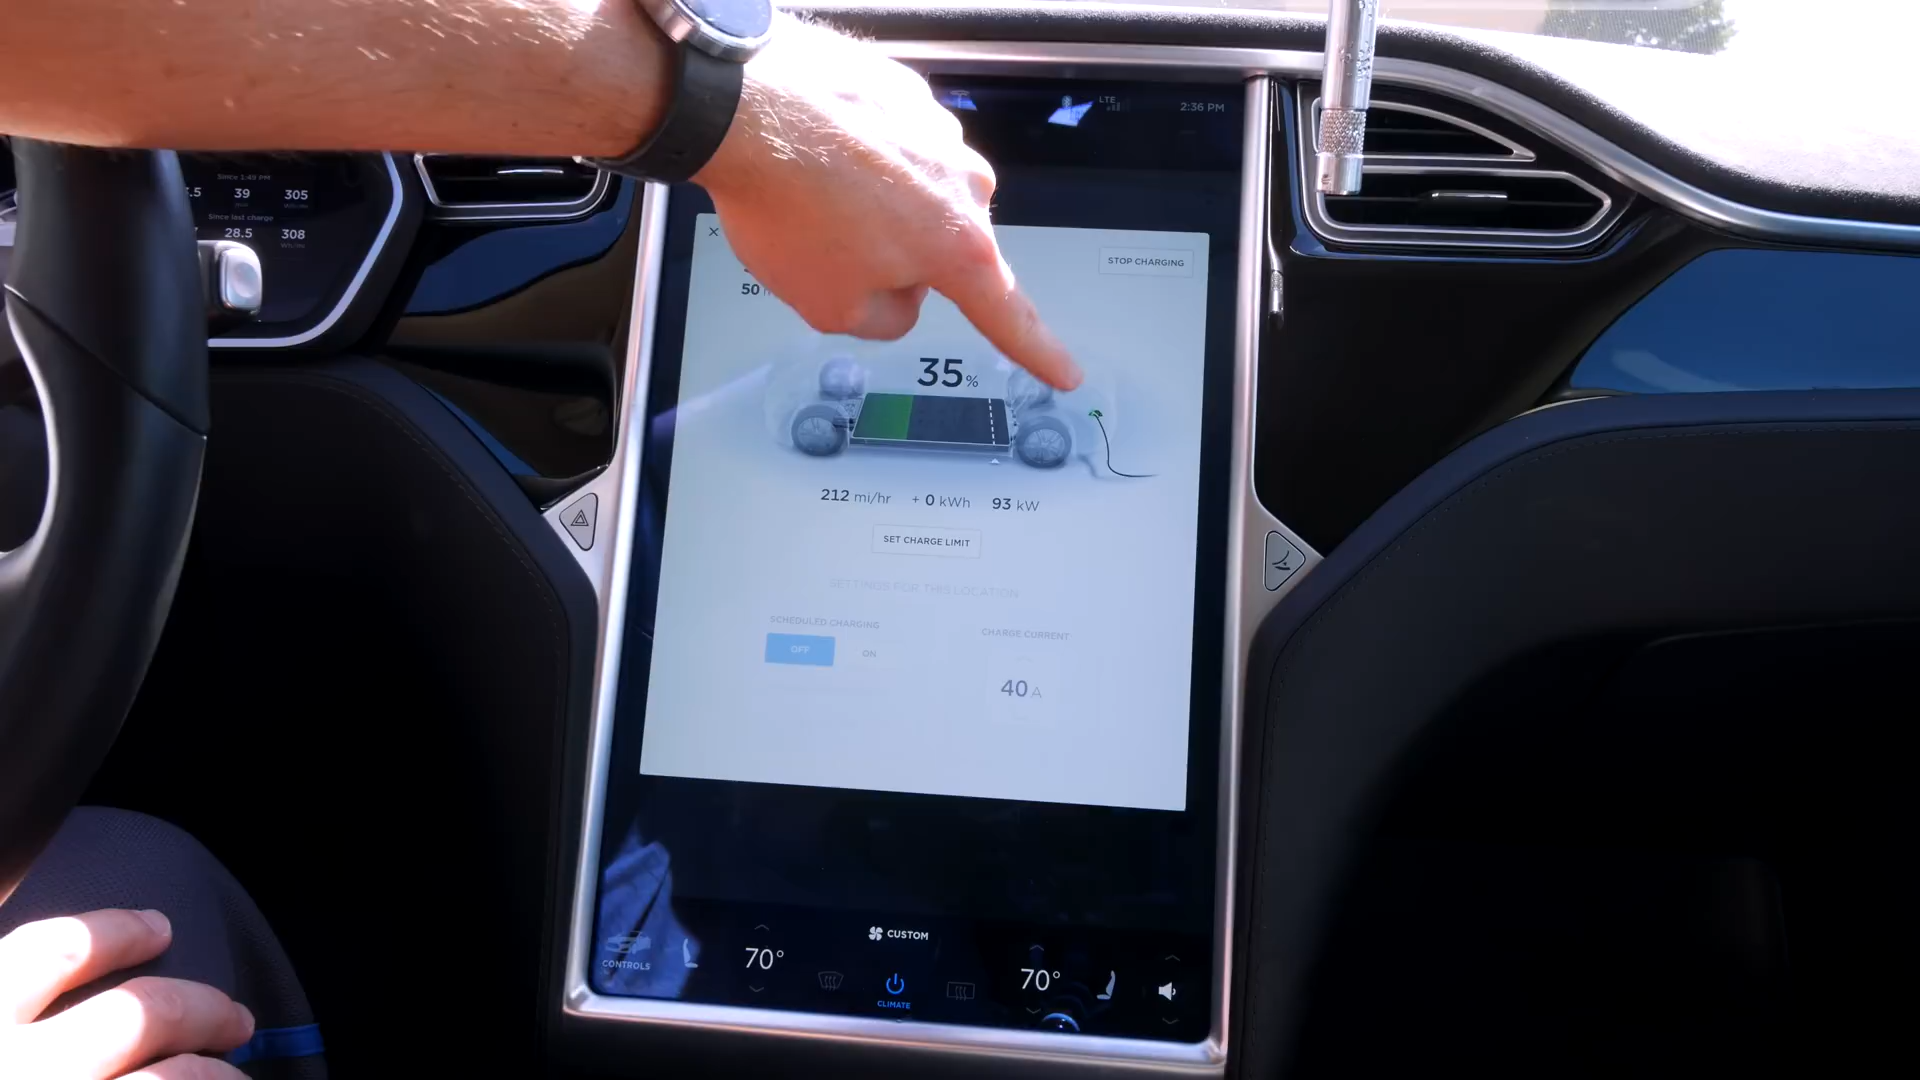 LTE
2:36 PM
Since 1:49 PM
.5 39 305
Since last charge
28.5 308
×
STOP CHARGING
50
35%
212 mi/hr + 0 kWh 93 kW
SET CHARGE LIMIT
SETTINGS FOR THIS LOCATION
SCHEDULED CHARGING
OFF ON
CHARGE CURRENT
40 A
CUSTOM
CONTROLS
70°
CLIMATE
70°